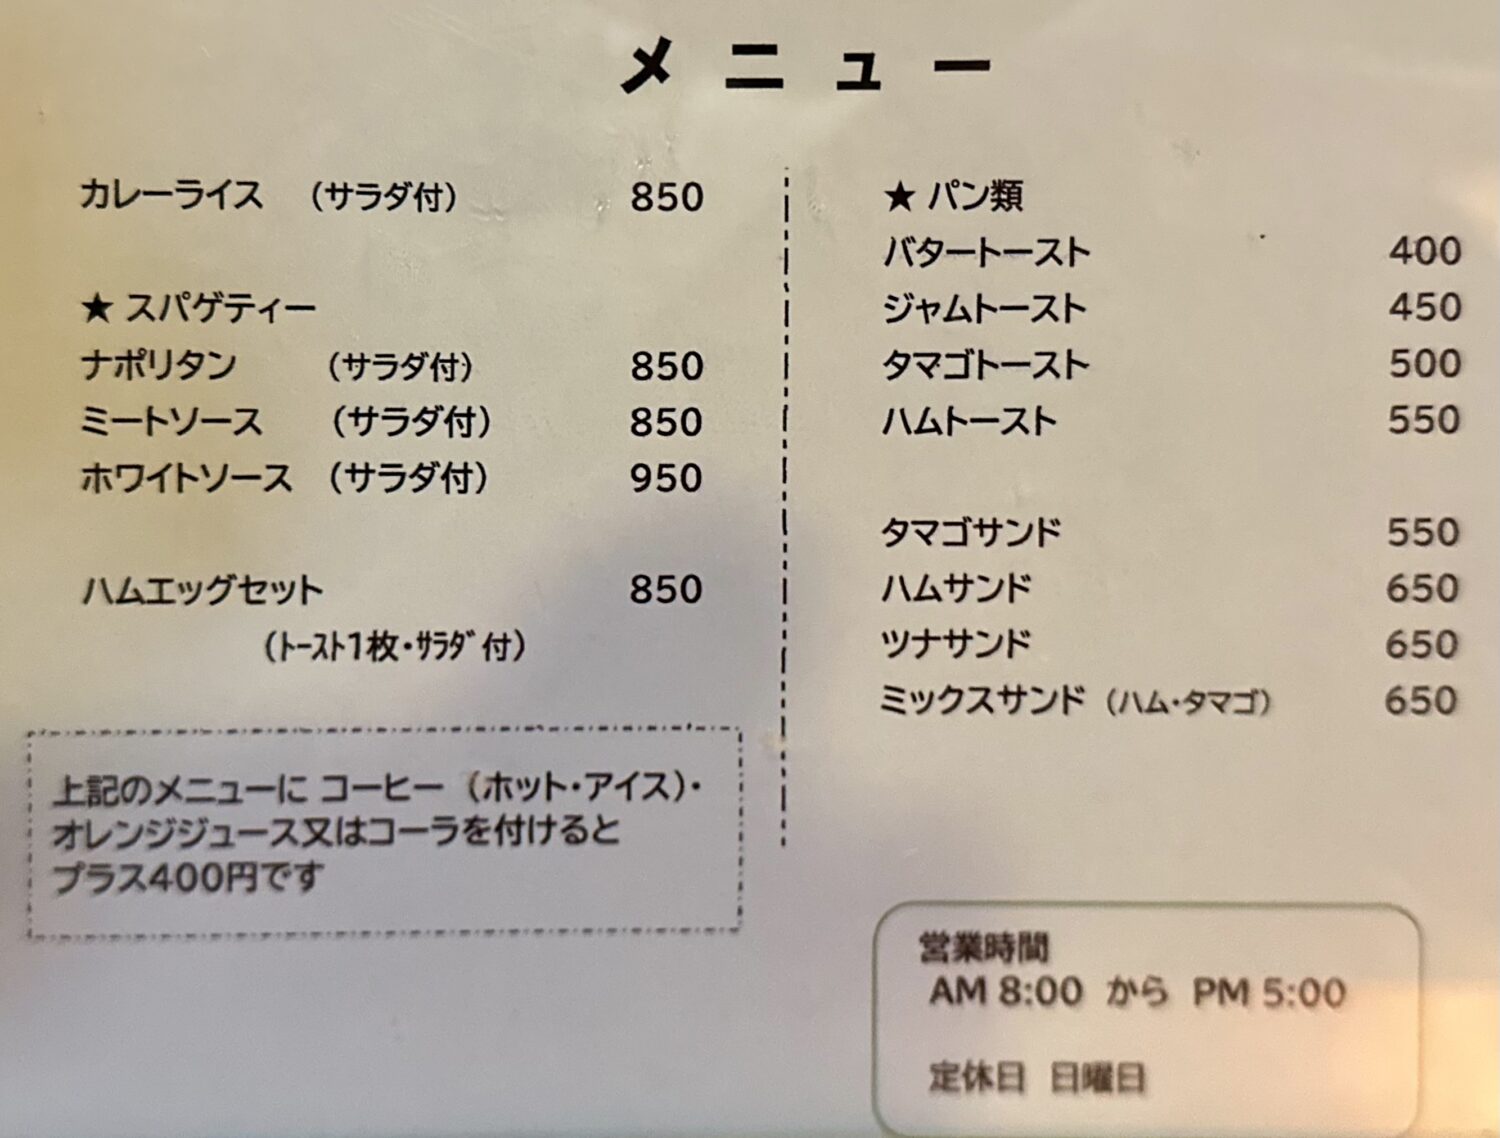 メニュー
カレーライス （サラダ付） 850
★ スパゲティー
ナポリタン （サラダ付） 850
ミートソース （サラダ付） 850
ホワイトソース （サラダ付） 950
ハムエッグセット 850
（ﾄｰｽﾄ1枚・ｻﾗﾀﾞ付）
上記のメニューに コーヒー（ホット・アイス）・
オレンジジュース又はコーラを付けると
プラス400円です
★ パン類
バタートースト 400
ジャムトースト 450
タマゴトースト 500
ハムトースト 550
タマゴサンド 550
ハムサンド 650
ツナサンド 650
ミックスサンド（ハム・タマゴ） 650
営業時間
AM 8:00 から PM 5:00
定休日 日曜日